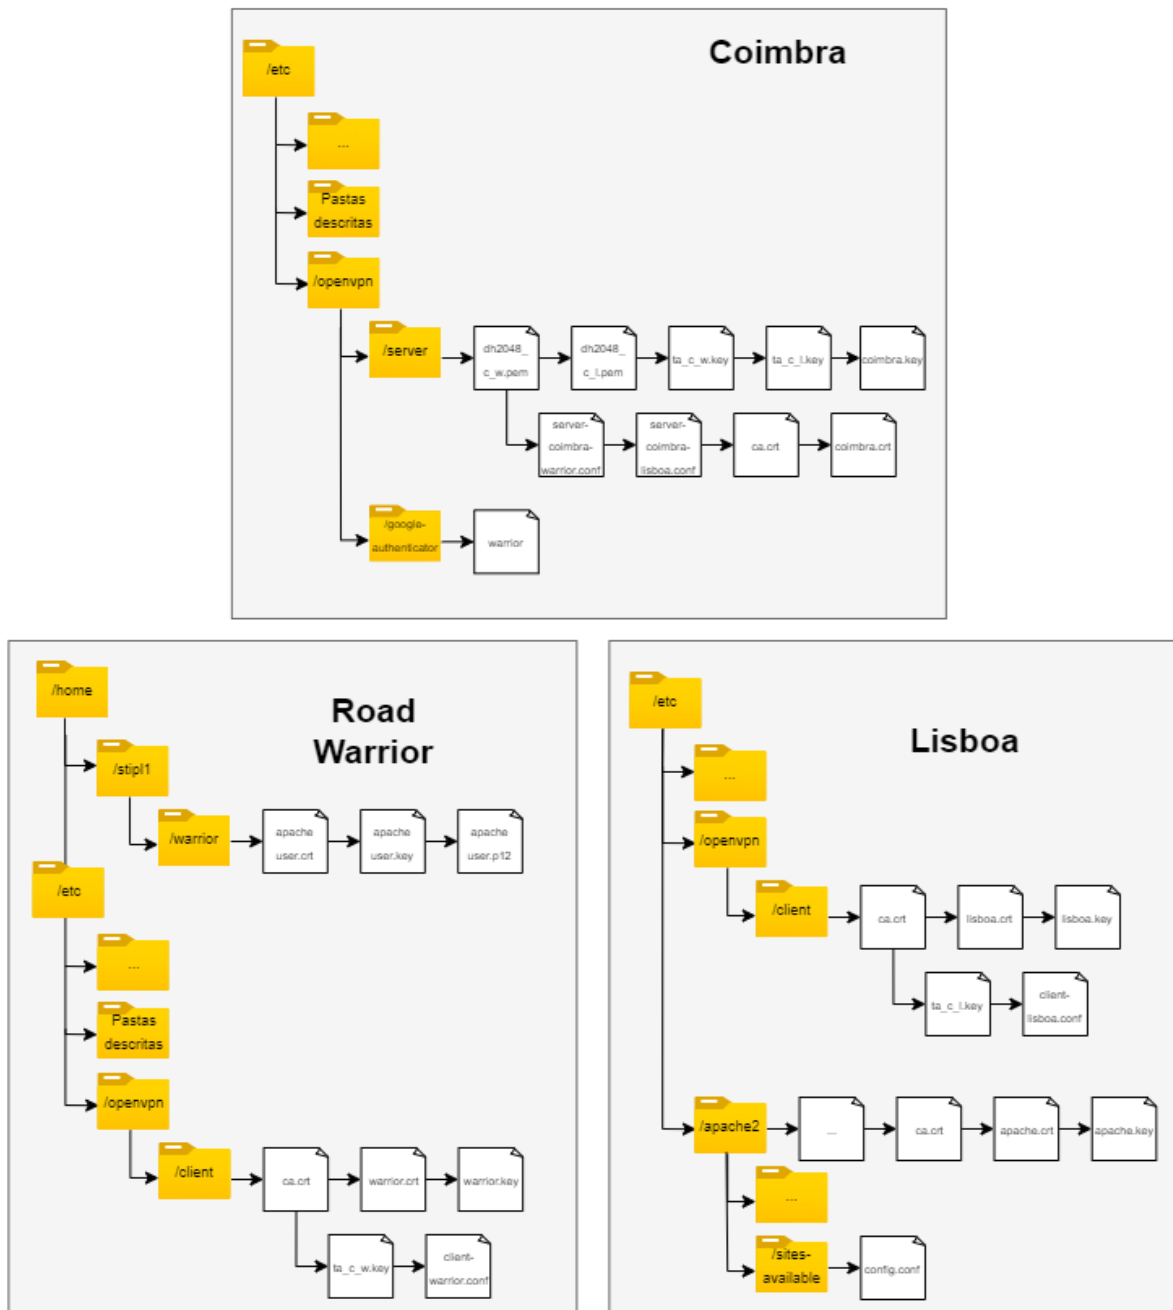 Coimbra
/etc
...
Pastas
descritas
/openvpn
/server
dh2048_
c_w.pem
dh2048_
c_l.pem
ta_c_w.key
ta_c_l.key
coimbra.key
server-
coimbra-
warrior.conf
server-
coimbra-
lisboa.conf
ca.crt
coimbra.crt
/google-
authenticator
warrior
Road
Warrior
/home
/stipl1
/warrior
apache
user.crt
apache
user.key
apache
user.p12
/etc
...
Pastas
descritas
/openvpn
/client
ca.crt
warrior.crt
warrior.key
ta_c_w.key
client-
warrior.conf
Lisboa
/etc
...
/openvpn
/client
ca.crt
lisboa.crt
lisboa.key
ta_c_l.key
client-
lisboa.conf
/apache2
...
ca.crt
apache.crt
apache.key
...
/sites-
available
config.conf